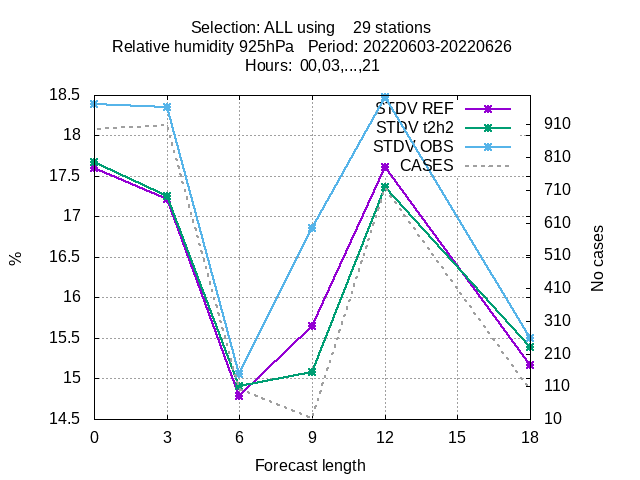 Selection: ALL using    29 stations
Relative humidity 925hPa   Period: 20220603-20220626
Hours:  00,03,...,21
STDV REF
STDV t2h2
STDV OBS
CASES
18.5
18
17.5
17
16.5
16
15.5
15
14.5
%
910
810
710
610
510
410
310
210
110
10
No cases
0 3 6 9 12 15 18
Forecast length